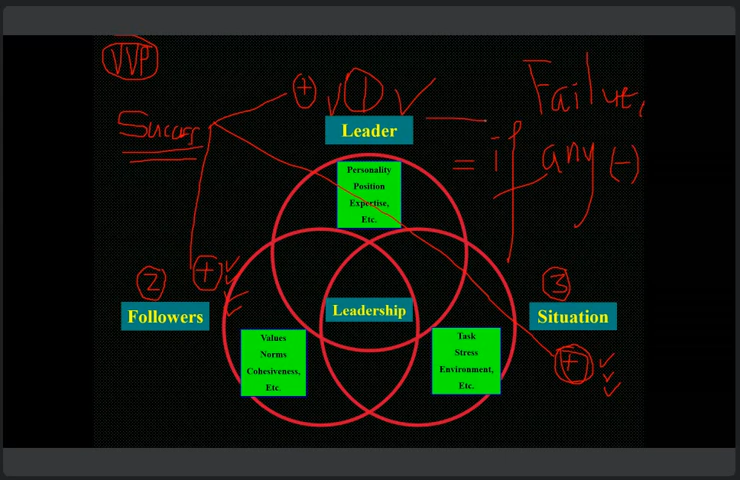 VVP
+ 1
Failure,
Success
Leader
= if any (-)
Personality
Position
Expertise,
Etc.
2 +
3
Followers
Leadership
Situation
Values
Norms
Cohesiveness,
Etc.
Task
Stress
Environment,
Etc.
+